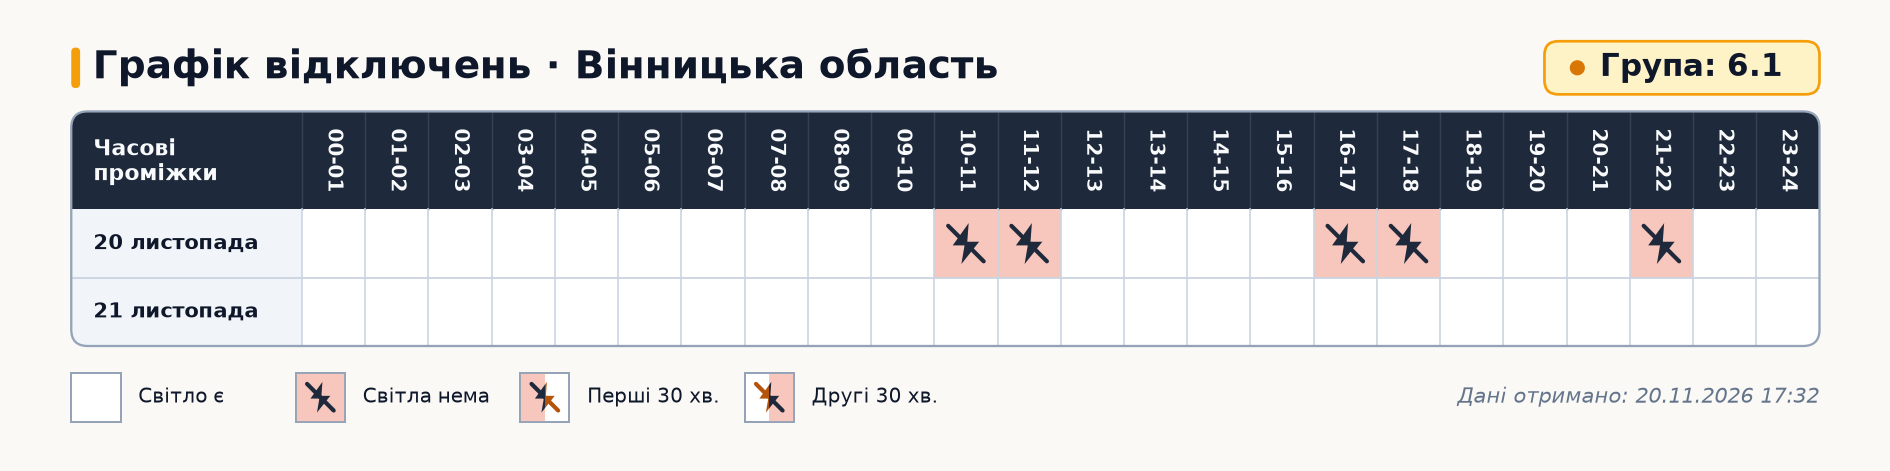 Графік відключень · Вінницька область
Група: 6.1
Часові
проміжки
00-01
01-02
02-03
03-04
04-05
05-06
06-07
07-08
08-09
09-10
10-11
11-12
12-13
13-14
14-15
15-16
16-17
17-18
18-19
19-20
20-21
21-22
22-23
23-24
20 листопада
21 листопада
Світло є
Світла нема
Перші 30 хв.
Другі 30 хв.
Дані отримано: 20.11.2026 17:32